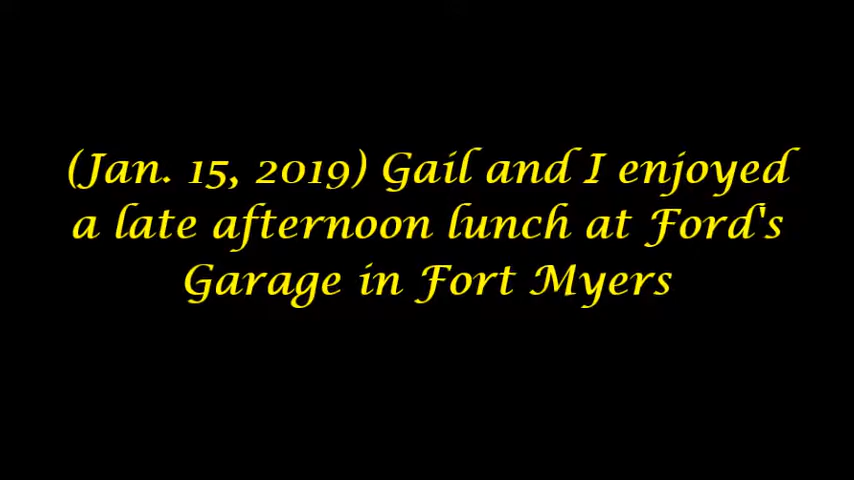 (Jan. 15, 2019) Gail and I enjoyed
a late afternoon lunch at Ford's
Garage in Fort Myers